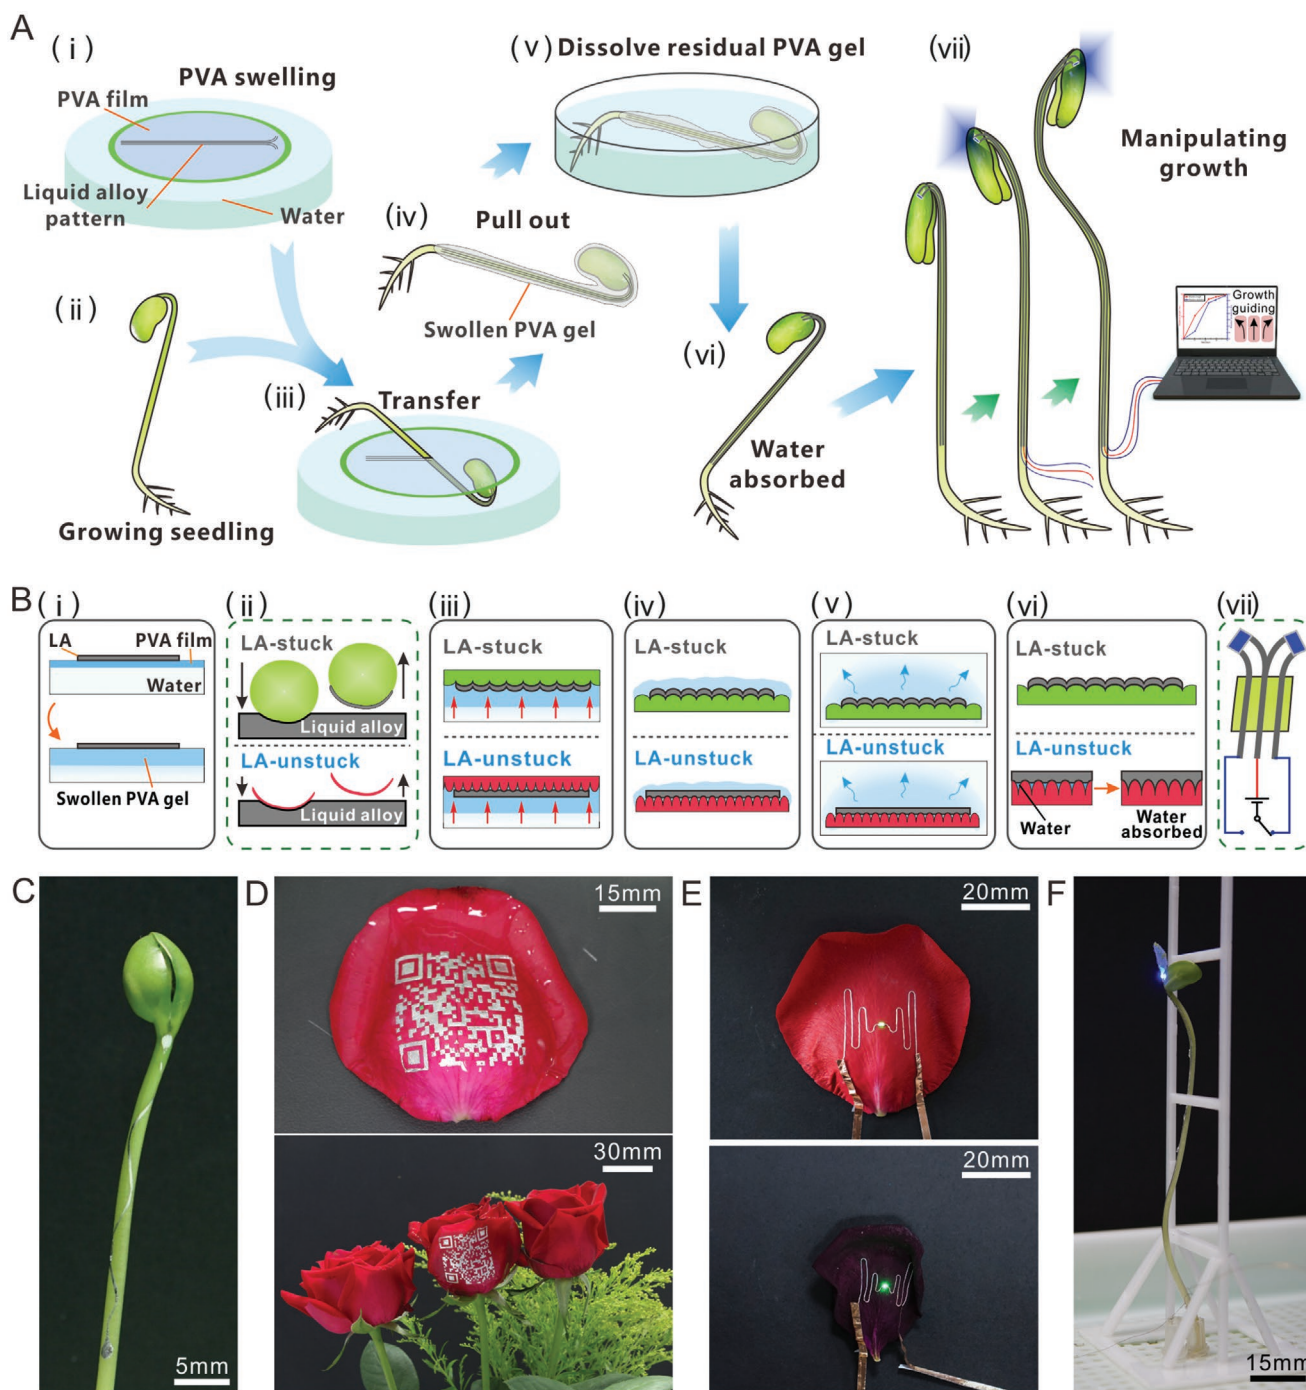 A
(i)
PVA swelling
PVA film
Liquid alloy
pattern
Water
(ii)
Growing seedling
(iii)
Transfer
(iv)
Pull out
Swollen PVA gel
(v)
Dissolve residual PVA gel
(vi)
Water
absorbed
(vii)
Manipulating
growth
Growth
guiding
B
(i)
LA
PVA film
Water
Swollen PVA gel
(ii)
LA-stuck
Liquid alloy
LA-unstuck
Liquid alloy
(iii)
LA-stuck
LA-unstuck
(iv)
LA-stuck
LA-unstuck
(v)
LA-stuck
LA-unstuck
(vi)
LA-stuck
LA-unstuck
Water
Water
absorbed
(vii)
C
5mm
D
15mm
30mm
E
20mm
20mm
F
15mm